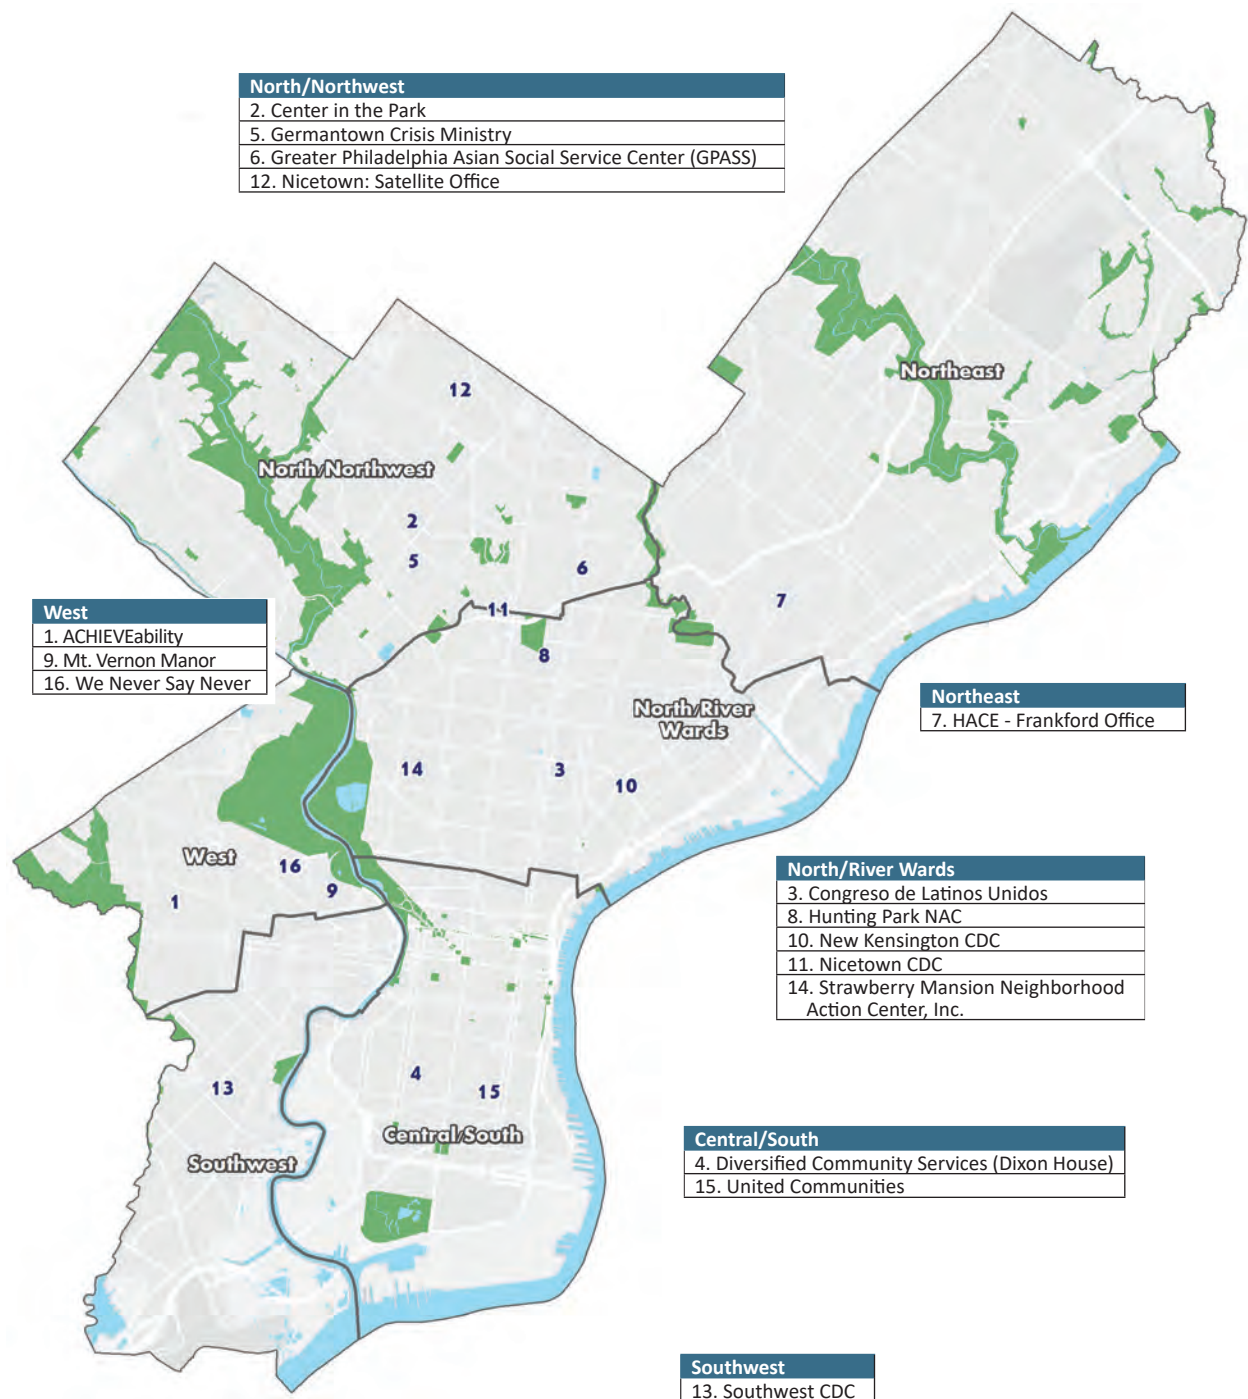 North/Northwest
2. Center in the Park
5. Germantown Crisis Ministry
6. Greater Philadelphia Asian Social Service Center (GPASS)
12. Nicetown: Satellite Office
Northeast
12
North/Northwest
2
5
6
11
7
West
1. ACHIEVEability
9. Mt. Vernon Manor
16. We Never Say Never
8
North/River
Wards
Northeast
7. HACE - Frankford Office
14
3
10
West
16
9
1
North/River Wards
3. Congreso de Latinos Unidos
8. Hunting Park NAC
10. New Kensington CDC
11. Nicetown CDC
14. Strawberry Mansion Neighborhood
Action Center, Inc.
13
4
15
Central/South
Southwest
Central/South
4. Diversified Community Services (Dixon House)
15. United Communities
Southwest
13. Southwest CDC